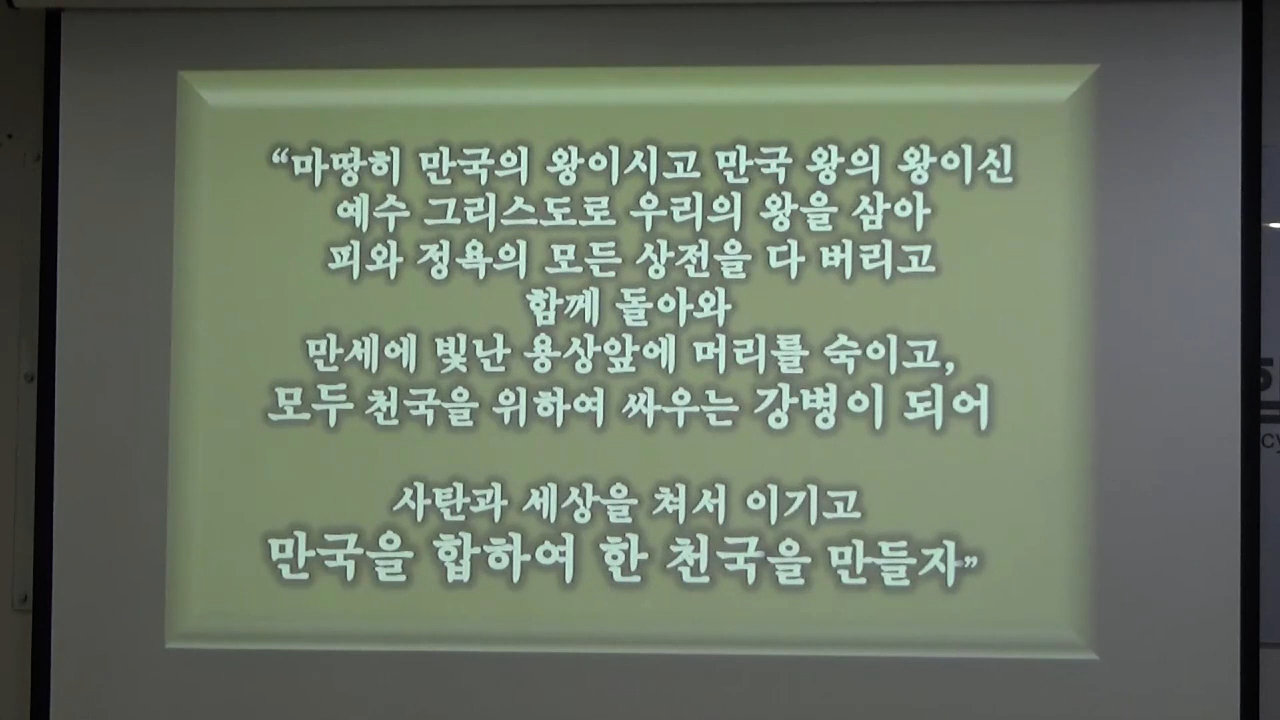 “마땅히 만국의 왕이시고 만국 왕의 왕이신
예수 그리스도로 우리의 왕을 삼아
피와 정욕의 모든 상전을 다 버리고
함께 돌아와
만세에 빛난 용상앞에 머리를 숙이고,
모두 천국을 위하여 싸우는 강병이 되어
사탄과 세상을 쳐서 이기고
만국을 합하여 한 천국을 만들자”